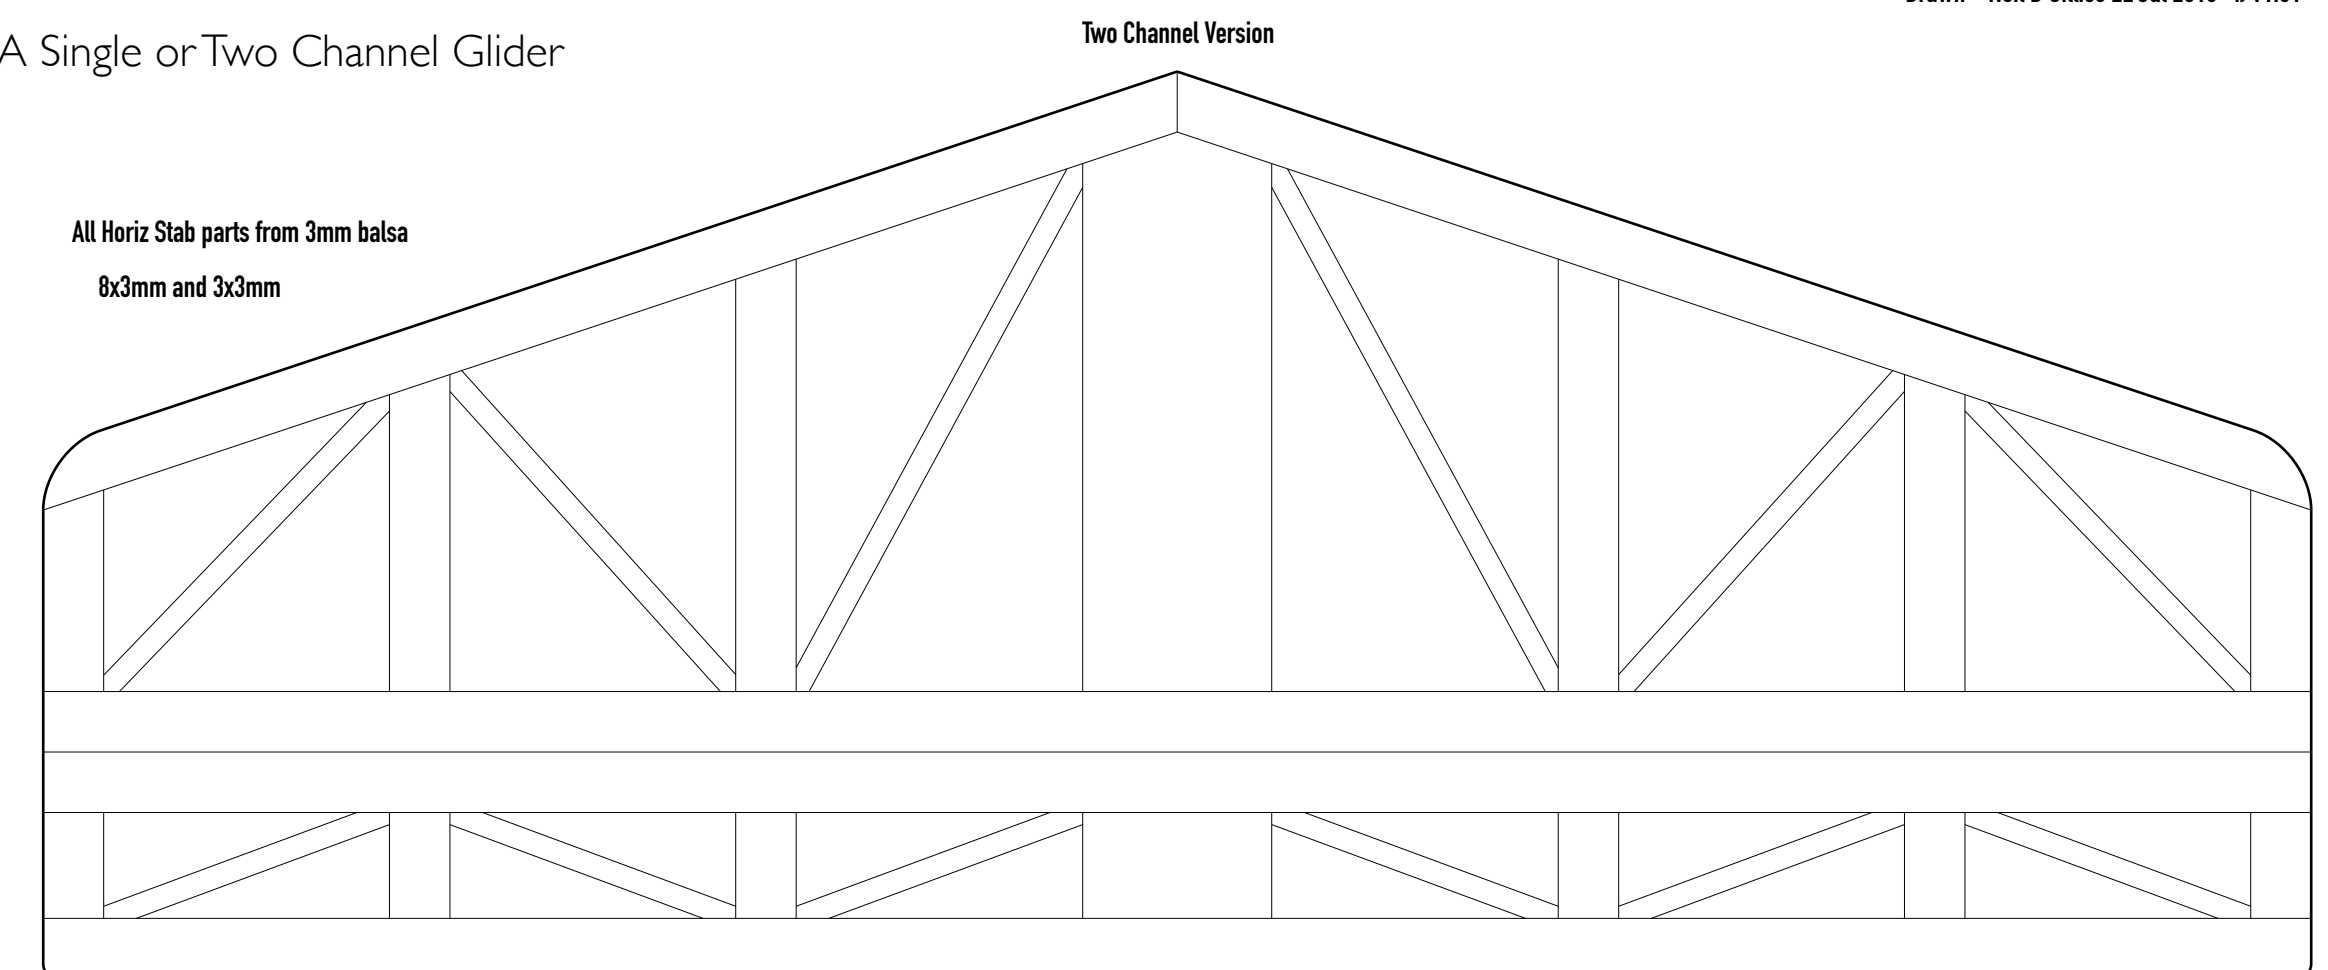 Two Channel Version
A Single or Two Channel Glider
All Horiz Stab parts from 3mm balsa
8x3mm and 3x3mm